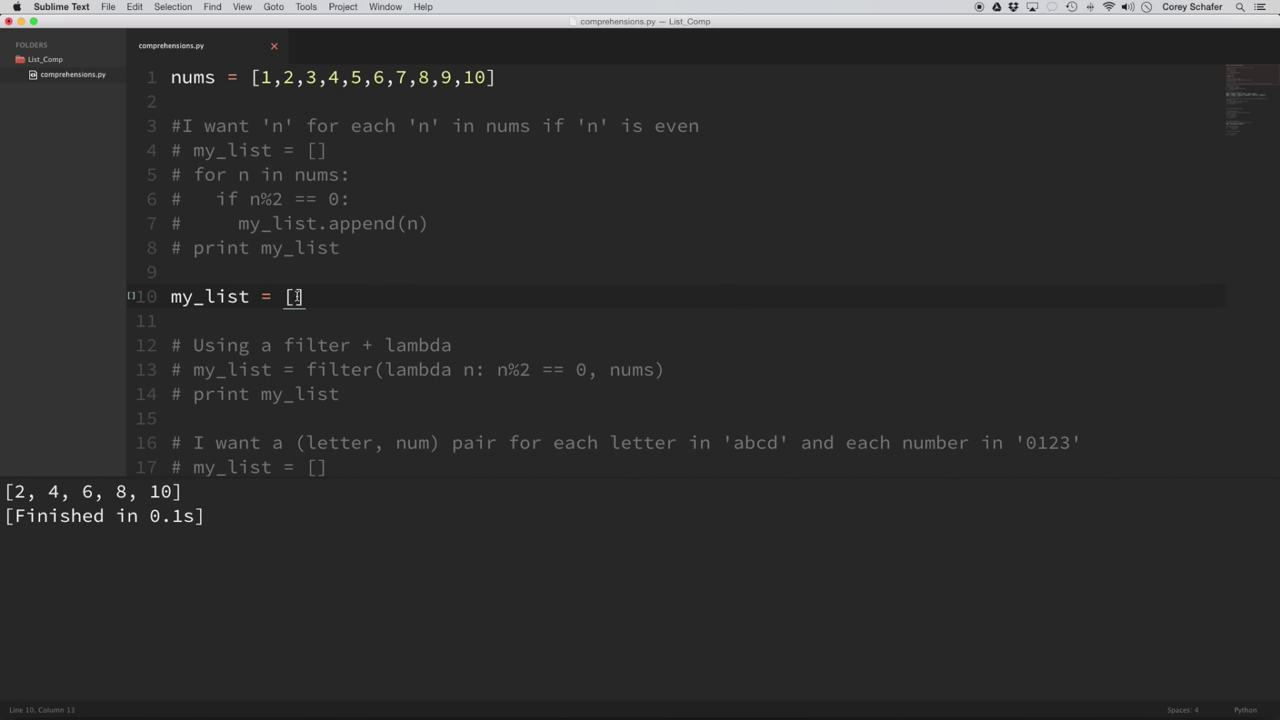 Sublime Text File Edit Selection Find View Goto Tools Project Window Help Corey Schafer
comprehensions.py — List_Comp
FOLDERS
List_Comp
comprehensions.py
comprehensions.py
1 nums = [1,2,3,4,5,6,7,8,9,10]
2
3 #I want 'n' for each 'n' in nums if 'n' is even
4 # my_list = []
5 # for n in nums:
6 #   if n%2 == 0:
7 #     my_list.append(n)
8 # print my_list
9
10 my_list = []
11
12 # Using a filter + lambda
13 # my_list = filter(lambda n: n%2 == 0, nums)
14 # print my_list
15
16 # I want a (letter, num) pair for each letter in 'abcd' and each number in '0123'
17 # my_list = []
[2, 4, 6, 8, 10]
[Finished in 0.1s]
Line 10, Column 13 Spaces: 4 Python